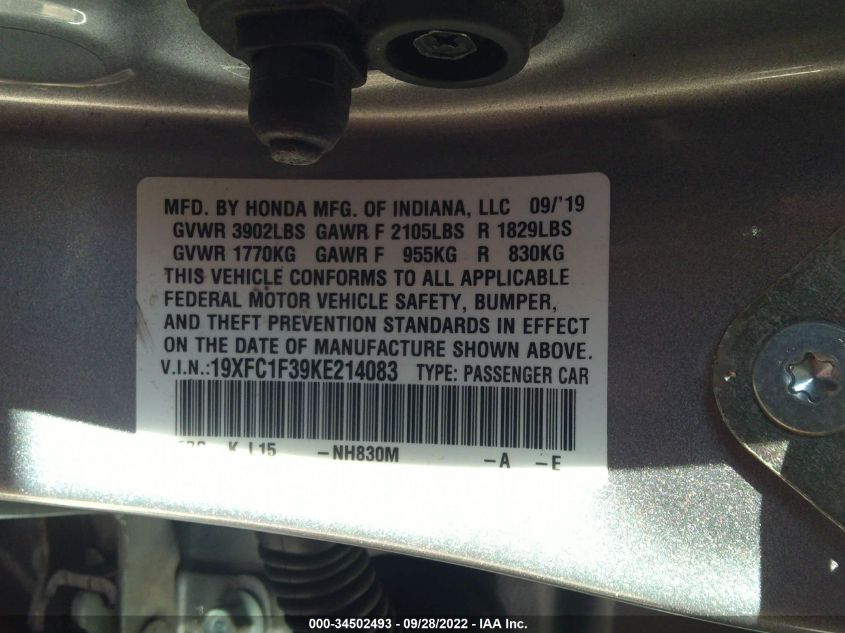 MFD. BY HONDA MFG. OF INDIANA, LLC 09/'19
GVWR 3902LBS GAWR F 2105LBS R 1829LBS
GVWR 1770KG GAWR F 955KG R 830KG
THIS VEHICLE CONFORMS TO ALL APPLICABLE
FEDERAL MOTOR VEHICLE SAFETY, BUMPER,
AND THEFT PREVENTION STANDARDS IN EFFECT
ON THE DATE OF MANUFACTURE SHOWN ABOVE.
V.I.N.:19XFC1F39KE214083 TYPE: PASSENGER CAR
-NH830M -A -E
000-34502493 - 09/28/2022 - IAA Inc.